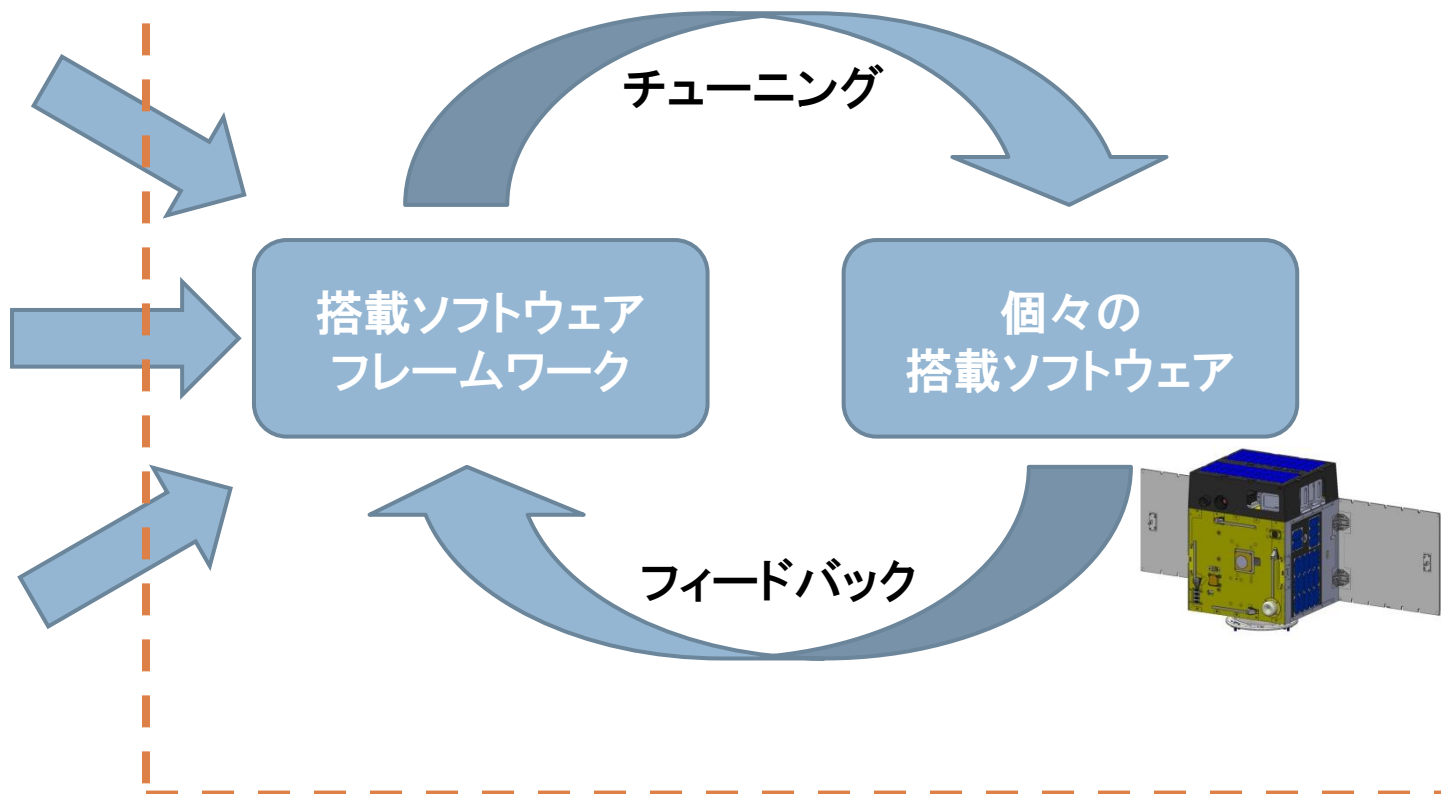 チューニング
搭載ソフトウェア
フレームワーク
個々の
搭載ソフトウェア
フィードバック